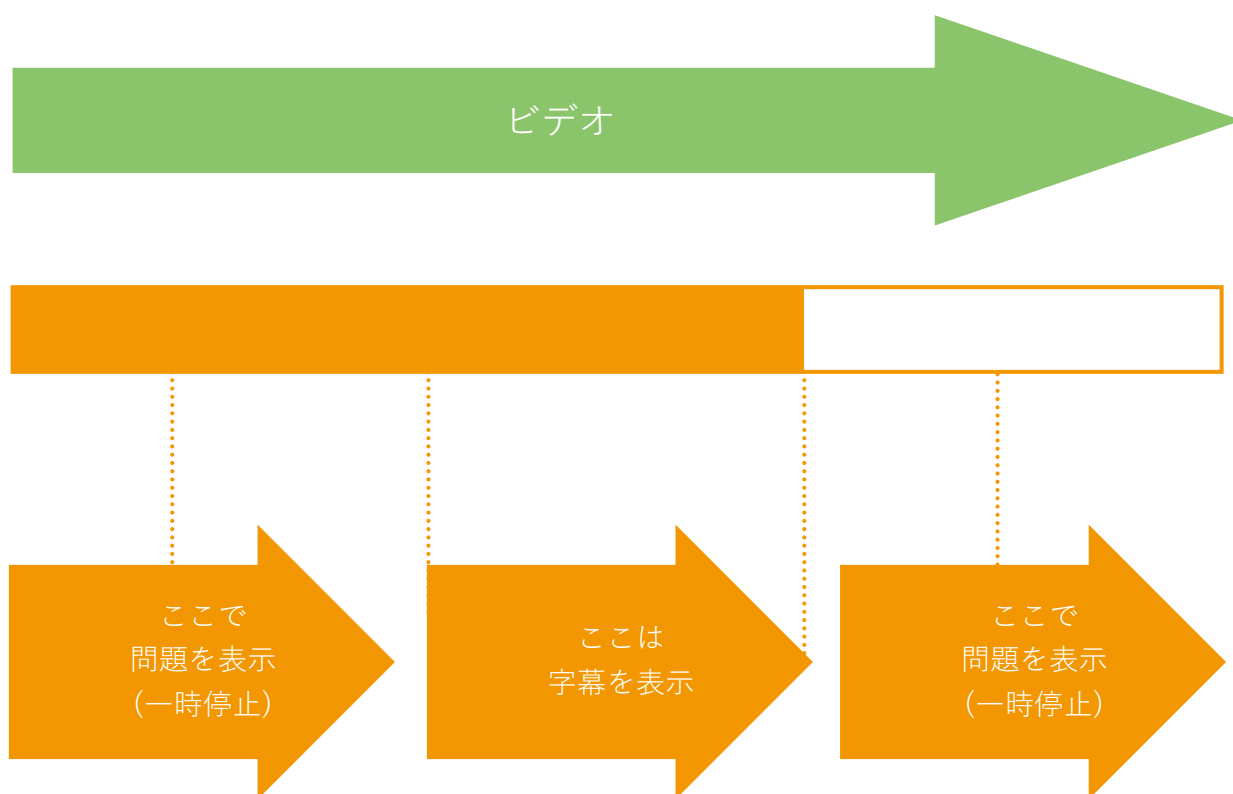 ビデオ
ここで
問題を表示
(一時停止)
ここは
字幕を表示
ここで
問題を表示
(一時停止)